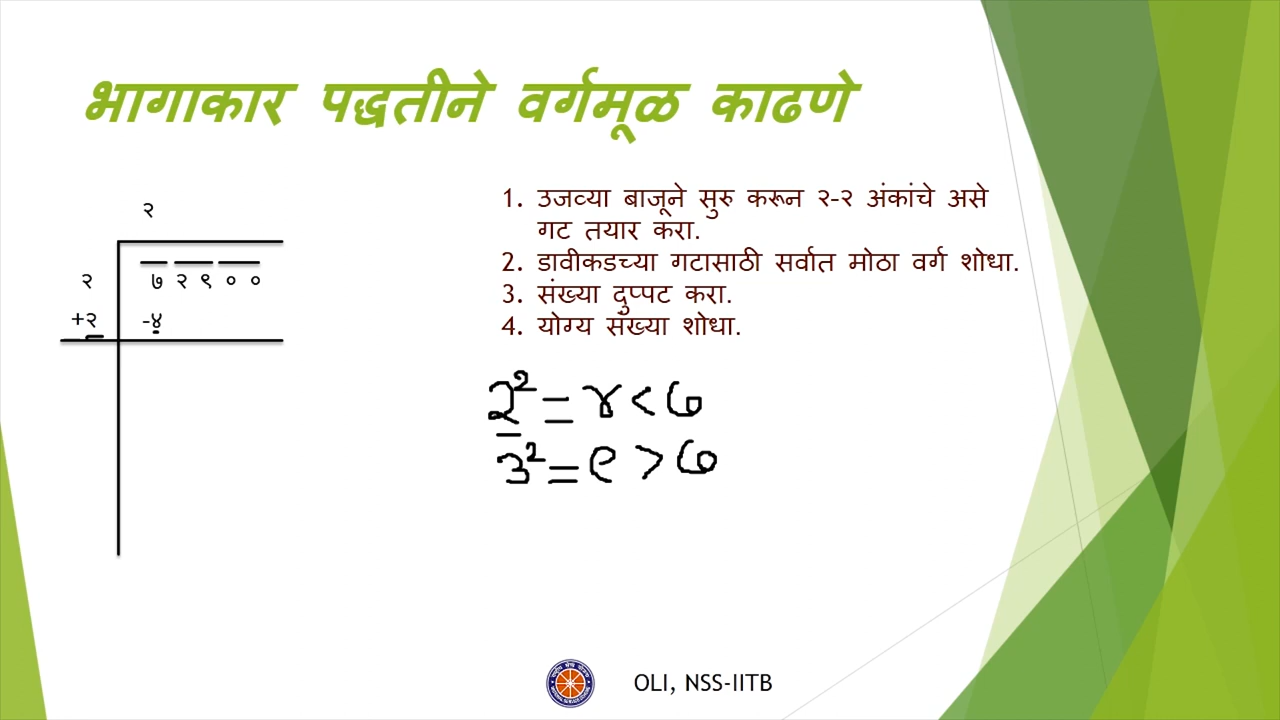 भागाकार पद्धतीने वर्गमूळ काढणे
२
२ ७ २ ९ ० ०
+२ -४
1. उजव्या बाजूने सुरु करून २-२ अंकांचे असे
गट तयार करा.
2. डावीकडच्या गटासाठी सर्वात मोठा वर्ग शोधा.
3. संख्या दुप्पट करा.
4. योग्य संख्या शोधा.
२² = ४ < ७
३² = ९ > ७
OLI, NSS-IITB